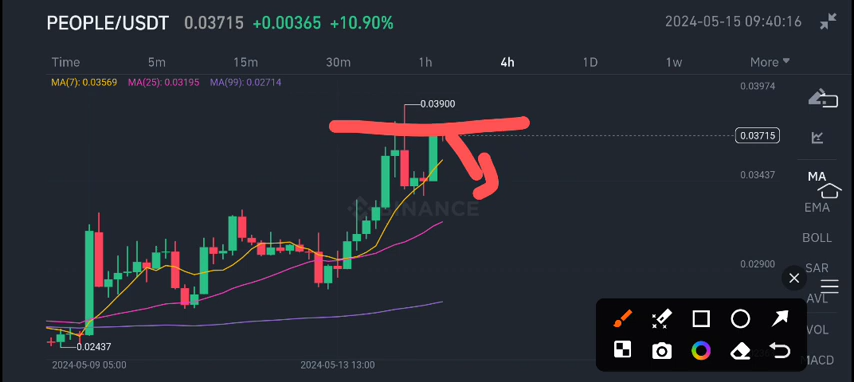 PEOPLE/USDT 0.03715 +0.00365 +10.90% 2024-05-15 09:40:16
Time 5m 15m 30m 1h 4h 1D 1w More
MA(7): 0.03569 MA(25): 0.03195 MA(99): 0.02714
0.03974
0.03900
0.03715
0.03437
MA
BINANCE
EMA
BOLL
0.02900
SAR
AVL
VOL
0.02437
MACD
2024-05-09 05:00 2024-05-13 13:00